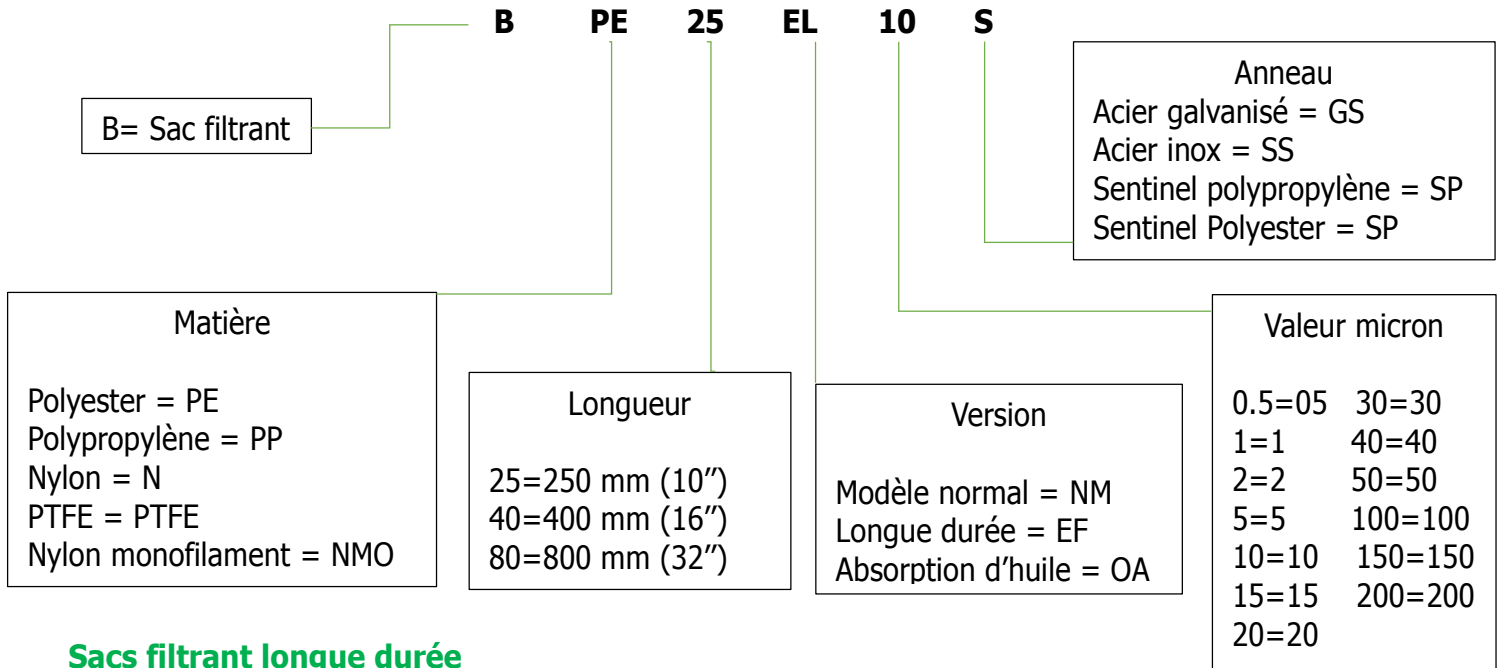 B PE 25 EL 10 S
B= Sac filtrant
Anneau
Acier galvanisé = GS
Acier inox = SS
Sentinel polypropylène = SP
Sentinel Polyester = SP
Matière
Polyester = PE
Polypropylène = PP
Nylon = N
PTFE = PTFE
Nylon monofilament = NMO
Longueur
25=250 mm (10’’)
40=400 mm (16’’)
80=800 mm (32’’)
Version
Modèle normal = NM
Longue durée = EF
Absorption d’huile = OA
Valeur micron
0.5=05 30=30
1=1 40=40
2=2 50=50
5=5 100=100
10=10 150=150
15=15 200=200
20=20
Sacs filtrant longue durée